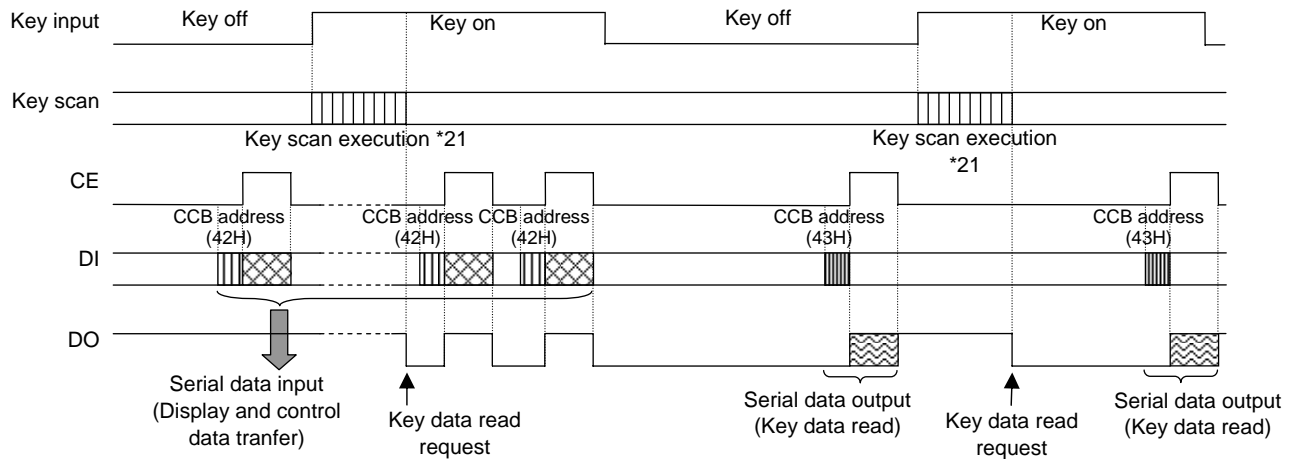 Key input
Key off
Key on
Key off
Key on
Key scan
Key scan execution *21
Key scan execution
*21
CE
CCB address
(42H)
CCB address
(42H)
CCB address
(42H)
CCB address
(43H)
CCB address
(43H)
DI
DO
Serial data input
(Display and control
data tranfer)
Key data read
request
Serial data output
(Key data read)
Key data read
request
Serial data output
(Key data read)